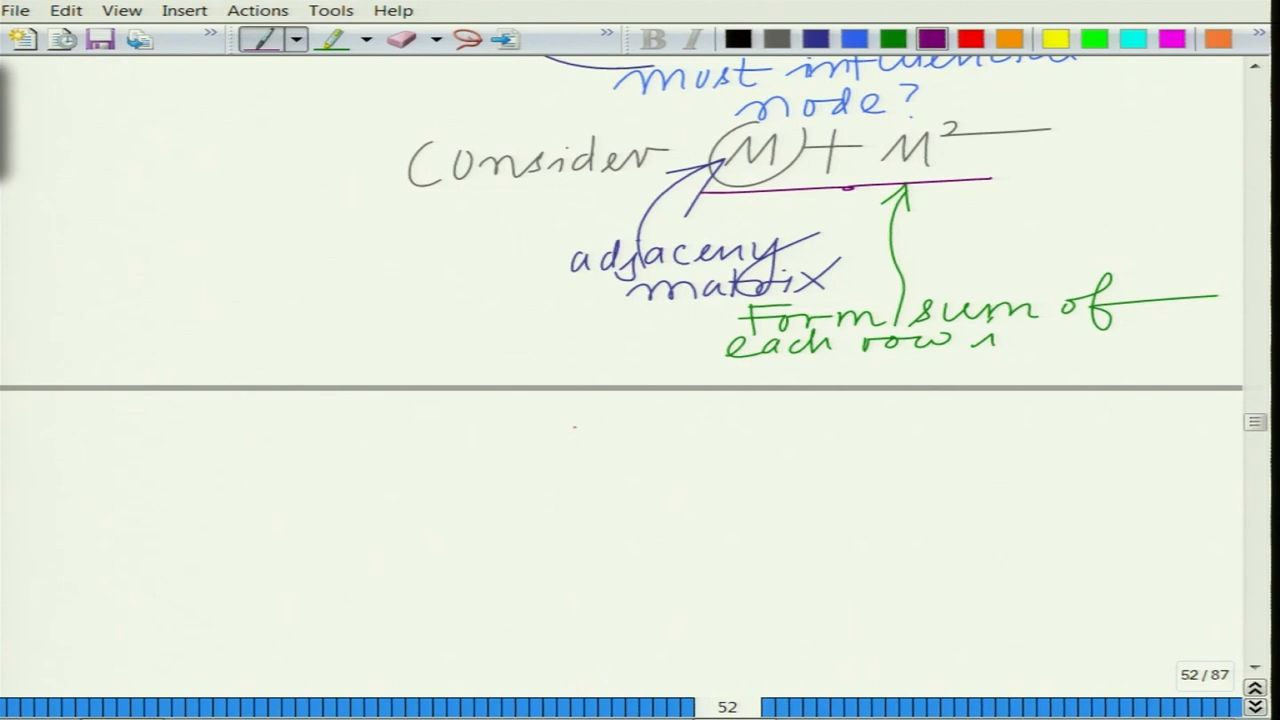 File Edit View Insert Actions Tools Help
B I
most influential
node?
Consider M + M²
adjaceny
matrix
Form sum of
each row
52 / 87
52